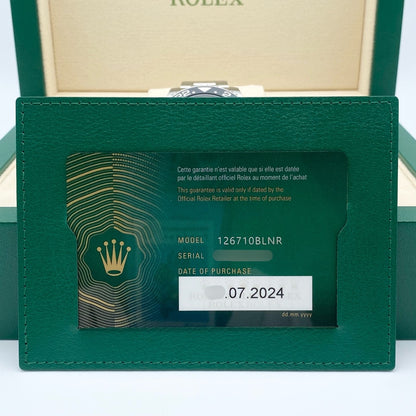 ROLEX
Cette garantie n'est valable que si elle est datée
par le détaillant officiel Rolex au moment de l'achat
This guarantee is valid only if dated by the
Official Rolex Retailer at the time of purchase
MODEL 126710BLNR
SERIAL
DATE OF PURCHASE
.07.2024
dd mm yyyy